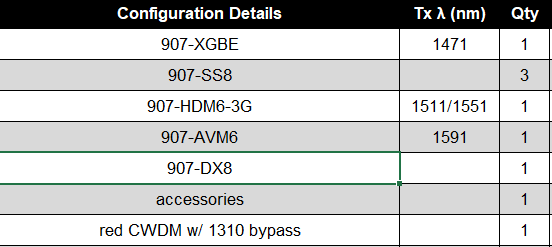 Configuration Details Tx λ (nm) Qty
907-XGBE 1471 1
907-SS8 3
907-HDM6-3G 1511/1551 1
907-AVM6 1591 1
907-DX8 1
accessories 1
red CWDM w/ 1310 bypass 1